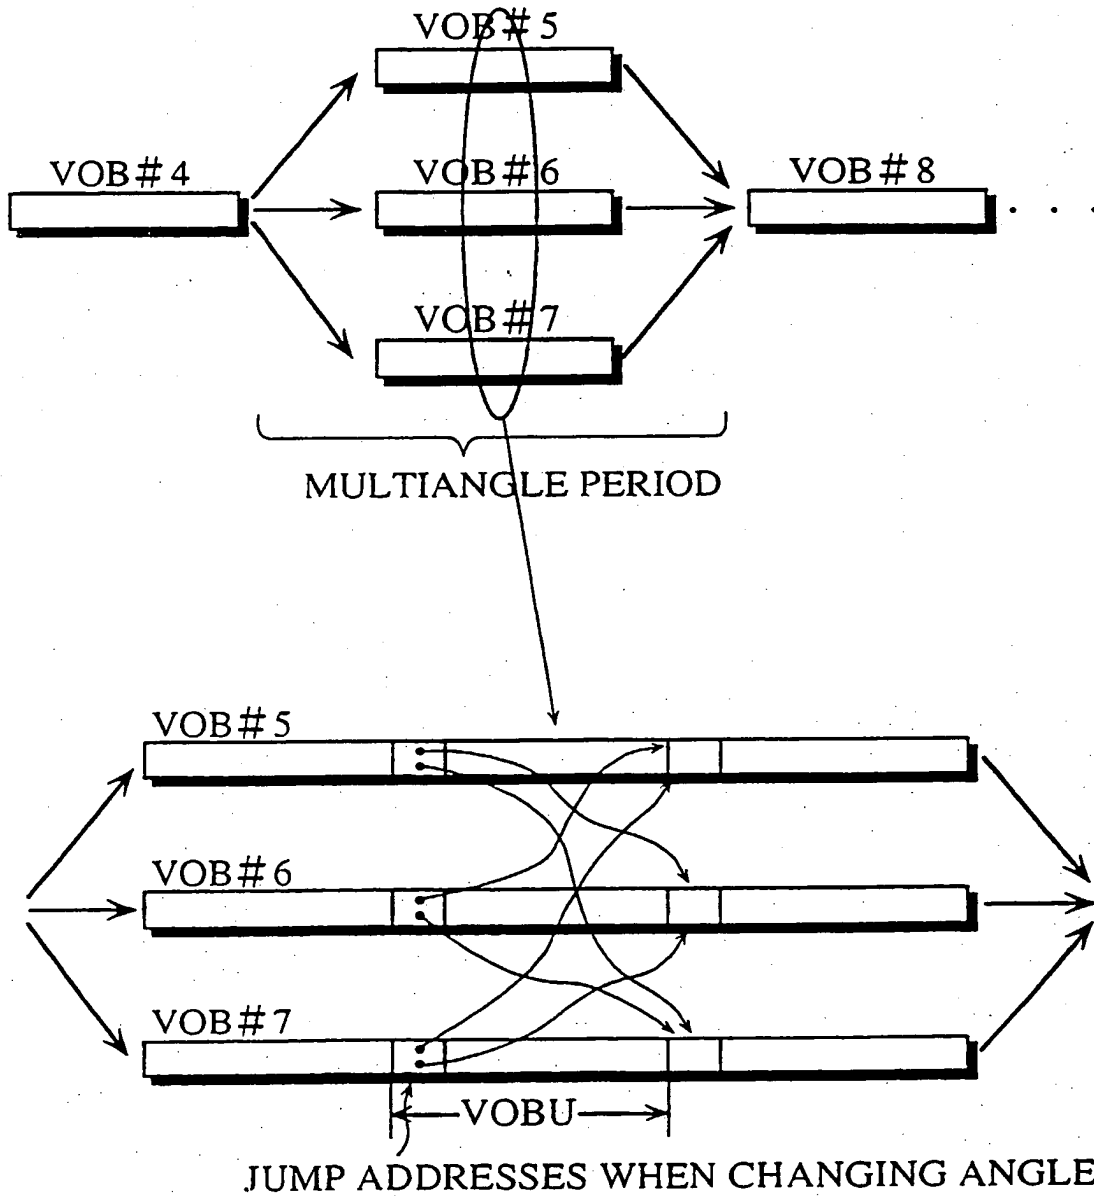 VOB#5
VOB#4
VOB#6
VOB#8
. . .
VOB#7
MULTIANGLE PERIOD
VOB#5
VOB#6
VOB#7
VOBU
JUMP ADDRESSES WHEN CHANGING ANGLE